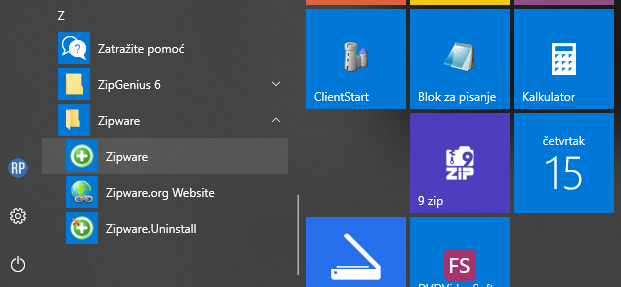 Z
Zatražite pomoć
ZipGenius 6
Zipware
Zipware
Zipware.org Website
Zipware.Uninstall
RP
ClientStart
Blok za pisanje
Kalkulator
ZIP
9 zip
četvrtak
15
FS